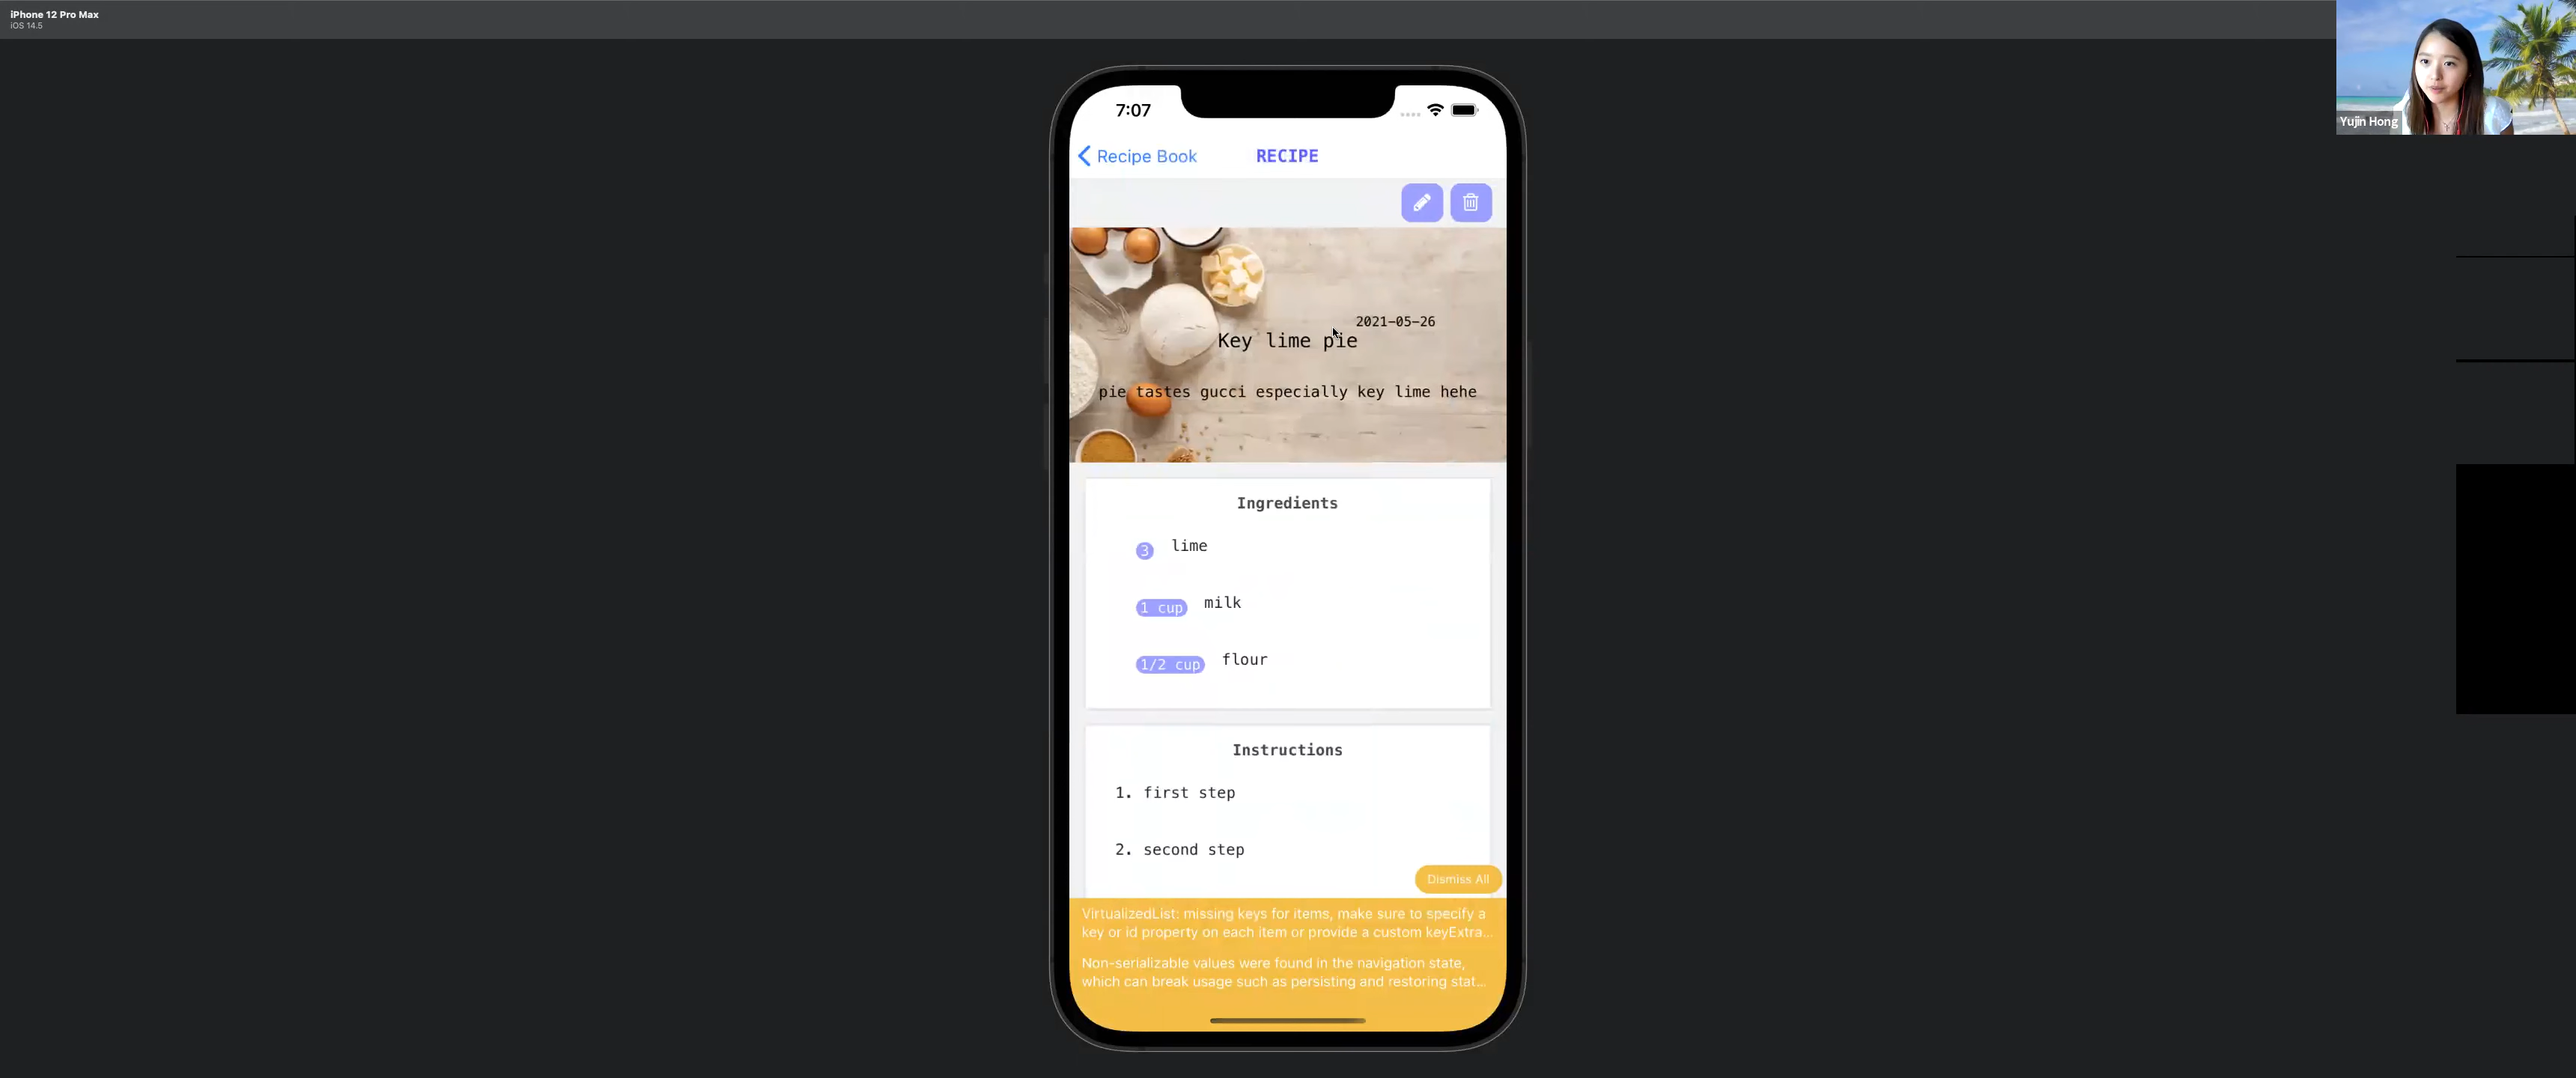 iPhone 12 Pro Max
iOS 14.5
Yujin Hong
7:07
Recipe Book
RECIPE
2021-05-26
Key lime pie
pie tastes gucci especially key lime hehe
Ingredients
3 lime
1 cup milk
1/2 cup flour
Instructions
1. first step
2. second step
Dismiss All
VirtualizedList: missing keys for items, make sure to specify a
key or id property on each item or provide a custom keyExtra...
Non-serializable values were found in the navigation state,
which can break usage such as persisting and restoring stat...